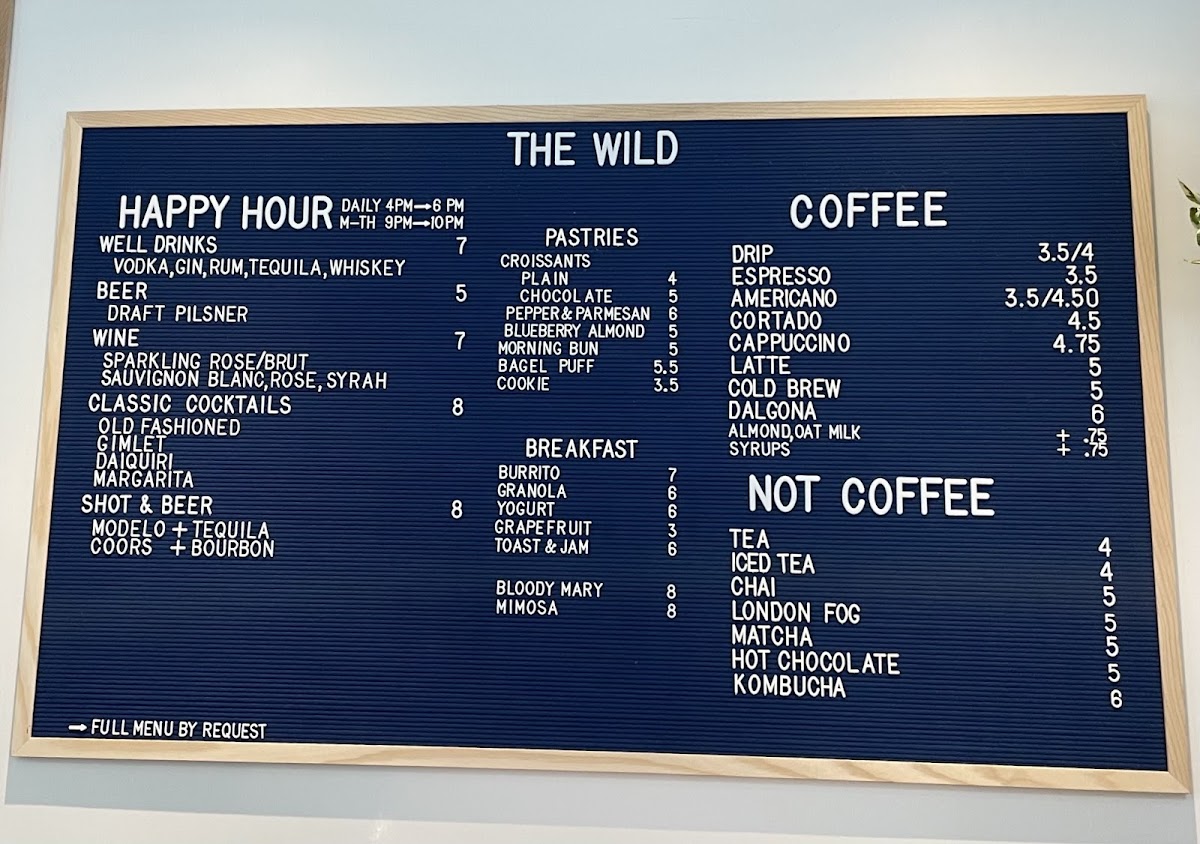 THE WILD
HAPPY HOUR DAILY 4PM→6 PM
M-TH 9PM→10PM
WELL DRINKS 7
VODKA,GIN,RUM,TEQUILA,WHISKEY
BEER 5
DRAFT PILSNER
WINE 7
SPARKLING ROSE/BRUT
SAUVIGNON BLANC,ROSE,SYRAH
CLASSIC COCKTAILS 8
OLD FASHIONED
GIMLET
DAIQUIRI
MARGARITA
SHOT & BEER 8
MODELO + TEQUILA
COORS + BOURBON
→ FULL MENU BY REQUEST
PASTRIES
CROISSANTS
PLAIN 4
CHOCOLATE 5
PEPPER & PARMESAN 6
BLUEBERRY ALMOND 5
MORNING BUN 5
BAGEL PUFF 5.5
COOKIE 3.5
BREAKFAST
BURRITO 7
GRANOLA 6
YOGURT 6
GRAPEFRUIT 3
TOAST & JAM 6
BLOODY MARY 8
MIMOSA 8
COFFEE
DRIP 3.5/4
ESPRESSO 3.5
AMERICANO 3.5/4.50
CORTADO 4.5
CAPPUCCINO 4.75
LATTE 5
COLD BREW 5
DALGONA 6
ALMOND,OAT MILK + .75
SYRUPS + .75
NOT COFFEE
TEA 4
ICED TEA 4
CHAI 5
LONDON FOG 5
MATCHA 5
HOT CHOCOLATE 5
KOMBUCHA 6